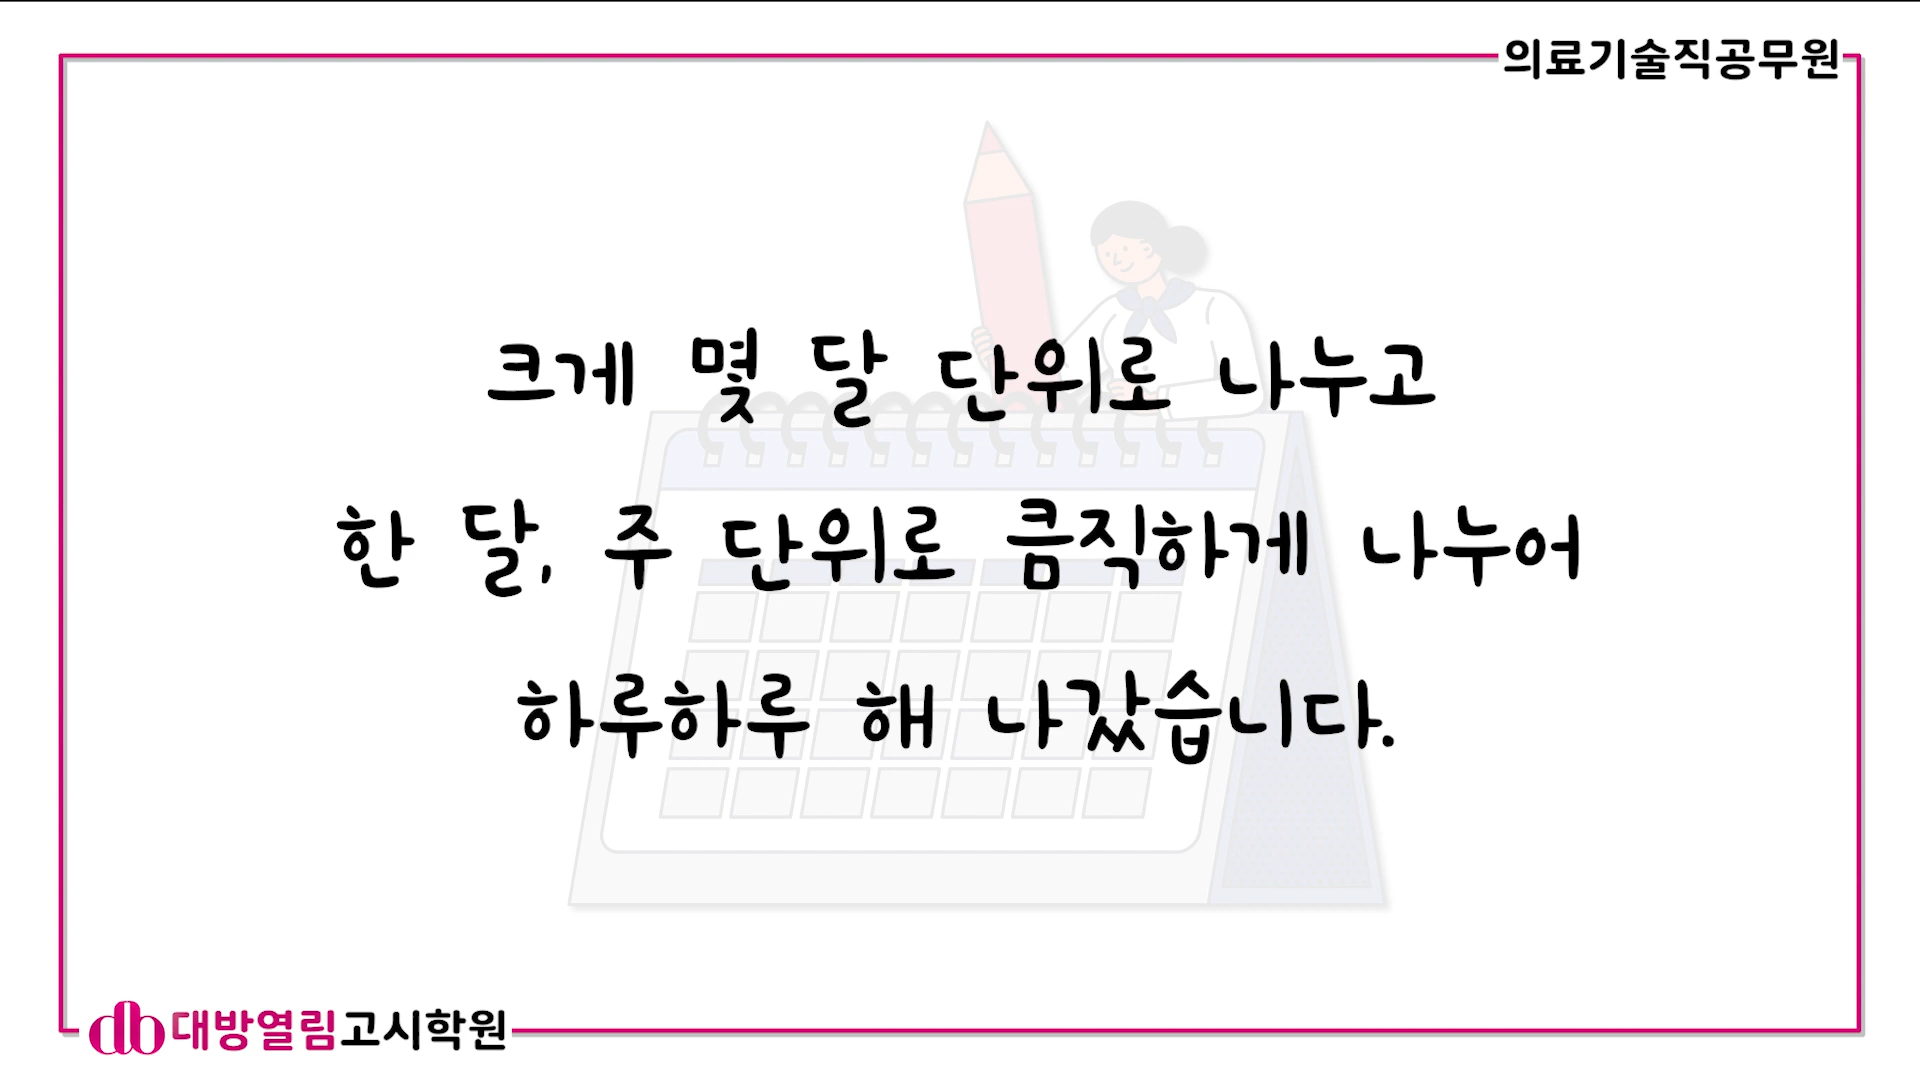 의료기술직공무원
크게 몇 달 단위로 나누고
한 달, 주 단위로 큼직하게 나누어
하루하루 해 나갔습니다.
db대방열림고시학원